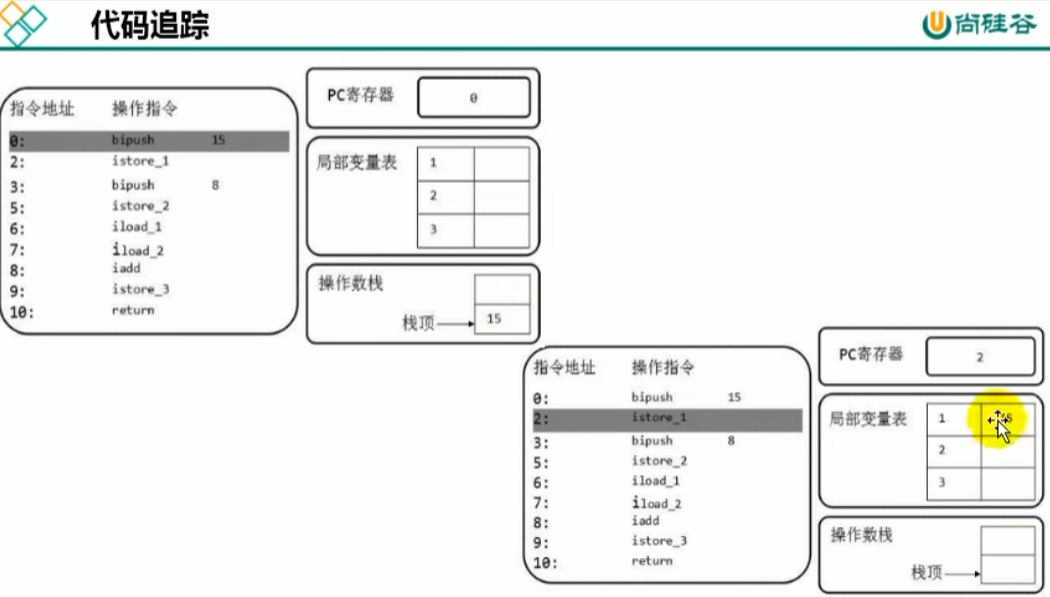 代码追踪
尚硅谷
指令地址 操作指令
0: bipush 15
2: istore_1
3: bipush 8
5: istore_2
6: iload_1
7: iload_2
8: iadd
9: istore_3
10: return
PC寄存器 0
局部变量表 1
2
3
操作数栈
栈顶 15
指令地址 操作指令
0: bipush 15
2: istore_1
3: bipush 8
5: istore_2
6: iload_1
7: iload_2
8: iadd
9: istore_3
10: return
PC寄存器 2
局部变量表 1
2
3
操作数栈
栈顶